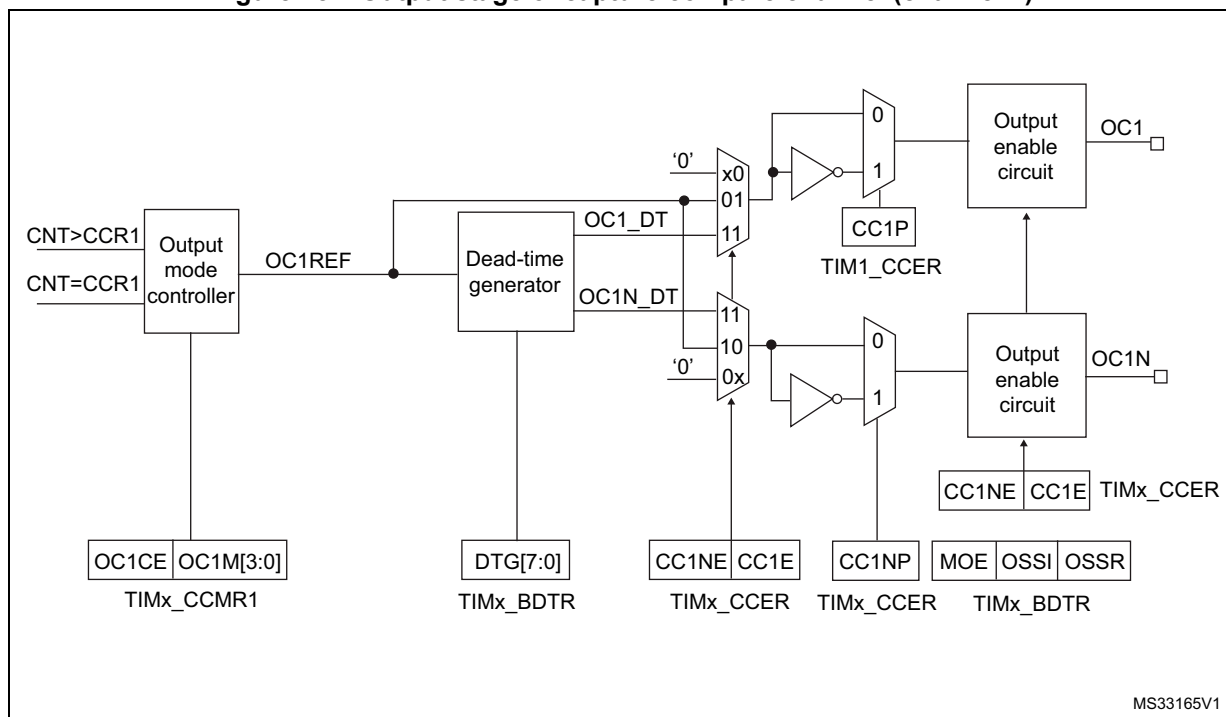 CNT>CCR1
CNT=CCR1
Output
mode
controller
OC1REF
Dead-time
generator
OC1_DT
OC1N_DT
‘0’
x0
01
11
11
10
‘0’
0x
0
1
CC1P
TIM1_CCER
Output
enable
circuit
OC1
0
1
Output
enable
circuit
OC1N
CC1NE CC1E TIMx_CCER
OC1CE OC1M[3:0]
TIMx_CCMR1
DTG[7:0]
TIMx_BDTR
CC1NE CC1E
TIMx_CCER
CC1NP
TIMx_CCER
MOE OSSI OSSR
TIMx_BDTR
MS33165V1